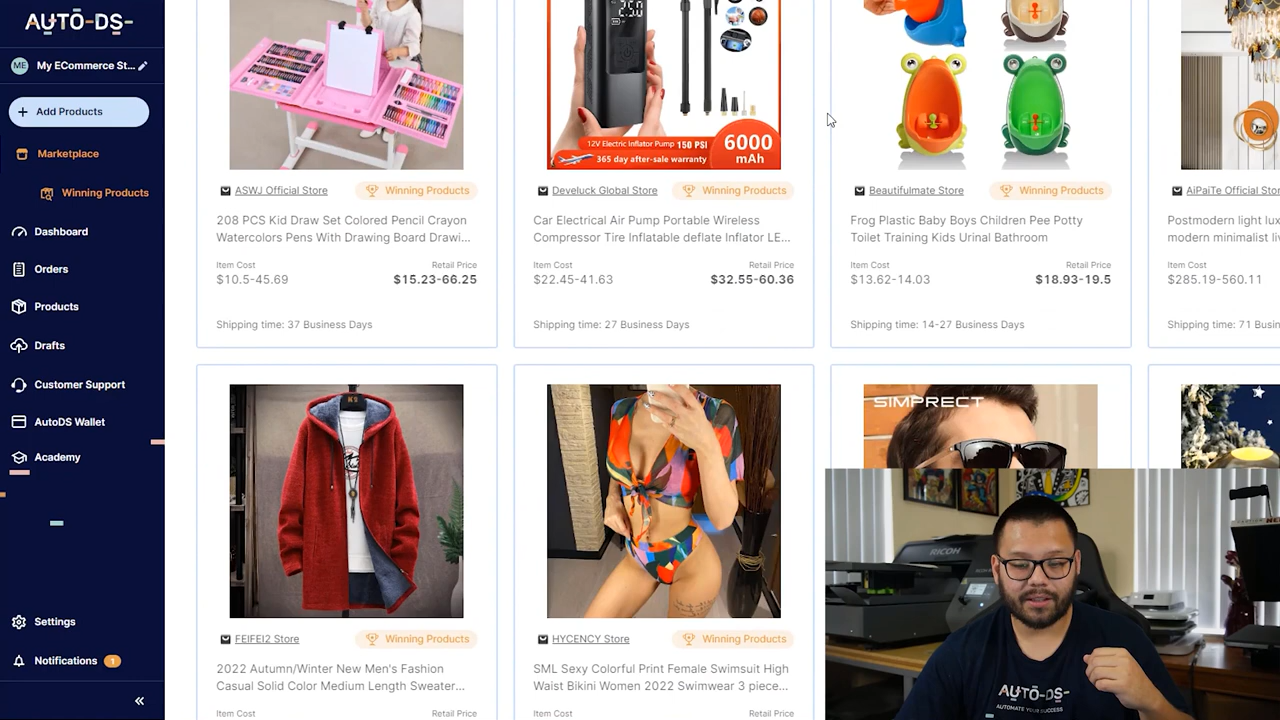 AUTO-DS-
ME My ECommerce St...
+ Add Products
Marketplace
Winning Products
Dashboard
Orders
Products
Drafts
Customer Support
AutoDS Wallet
Academy
Settings
Notifications 1
«
250
12V Electric Inflator Pump 150 PSI
365 day after-sale warranty
6000
mAh
ASWJ Official Store Winning Products
208 PCS Kid Draw Set Colored Pencil Crayon
Watercolors Pens With Drawing Board Drawi...
Item Cost Retail Price
$10.5-45.69 $15.23-66.25
Shipping time: 37 Business Days
Develuck Global Store Winning Products
Car Electrical Air Pump Portable Wireless
Compressor Tire Inflatable deflate Inflator LE...
Item Cost Retail Price
$22.45-41.63 $32.55-60.36
Shipping time: 27 Business Days
Beautifulmate Store Winning Products
Frog Plastic Baby Boys Children Pee Potty
Toilet Training Kids Urinal Bathroom
Item Cost Retail Price
$13.62-14.03 $18.93-19.5
Shipping time: 14-27 Business Days
AiPaiTe Official Stor
Postmodern light lux
modern minimalist liv
Item Cost
$285.19-560.11
Shipping time: 71 Bus
FEIFEI2 Store Winning Products
2022 Autumn/Winter New Men's Fashion
Casual Solid Color Medium Length Sweater...
Item Cost Retail Price
HYCENCY Store Winning Products
SML Sexy Colorful Print Female Swimsuit High
Waist Bikini Women 2022 Swimwear 3 piece...
Item Cost Retail Price
SIMPRECT
RICOH
AUTO-DS-
AUTOMATE YOUR SUCCESS